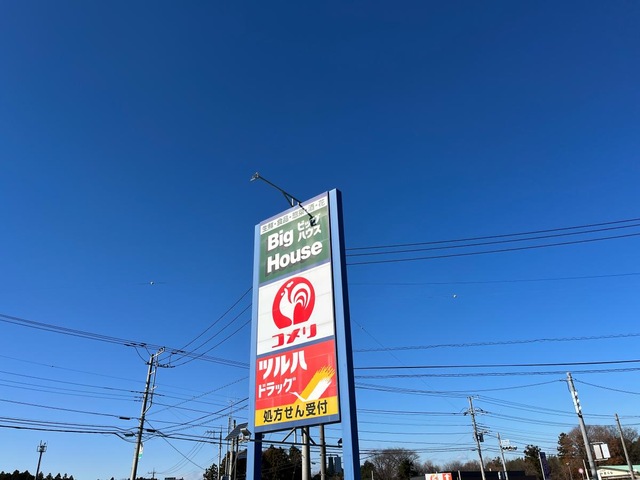 Big ビッグ
House ハウス
コメリ
ツルハ
ドラッグ
処方せん受付